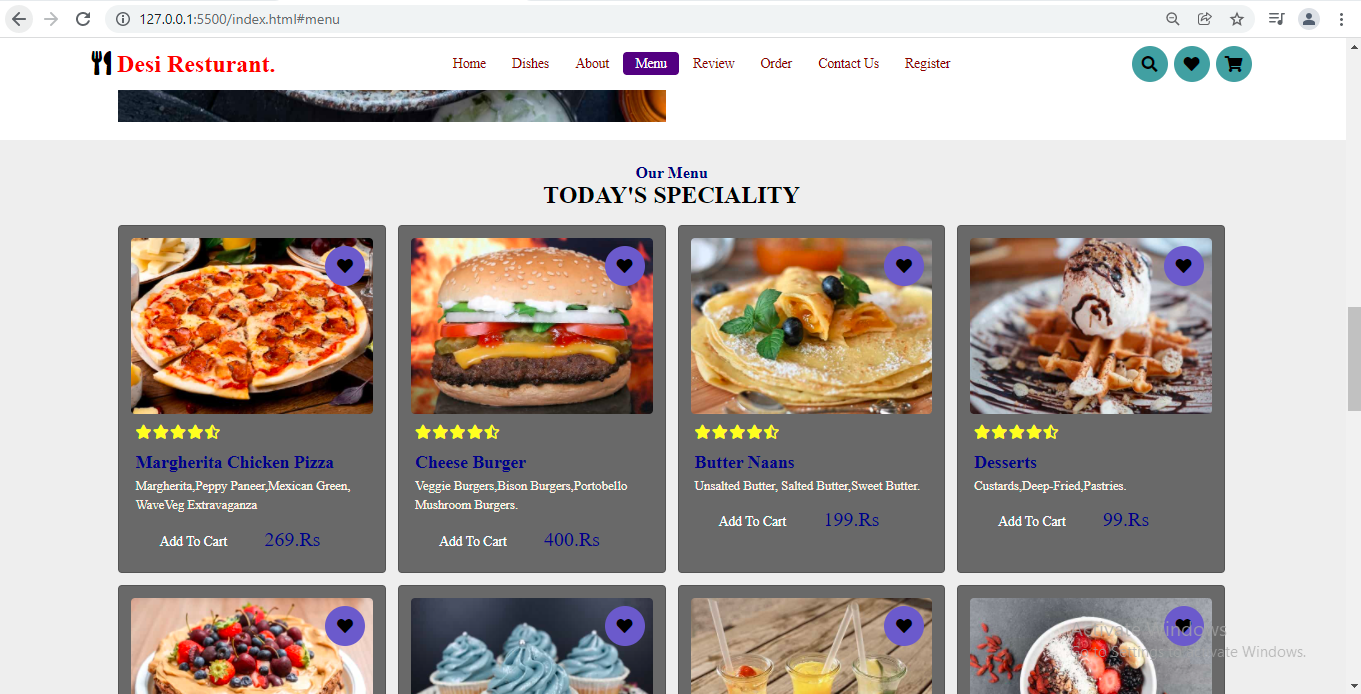 127.0.0.1:5500/index.html#menu
Desi Resturant.
Home Dishes About Menu Review Order Contact Us Register
Our Menu
TODAY'S SPECIALITY
Margherita Chicken Pizza
Margherita,Peppy Paneer,Mexican Green,
WaveVeg Extravaganza
Add To Cart 269.Rs
Cheese Burger
Veggie Burgers,Bison Burgers,Portobello
Mushroom Burgers.
Add To Cart 400.Rs
Butter Naans
Unsalted Butter, Salted Butter,Sweet Butter.
Add To Cart 199.Rs
Desserts
Custards,Deep-Fried,Pastries.
Add To Cart 99.Rs
Activate Windows
Go to Settings to activate Windows.